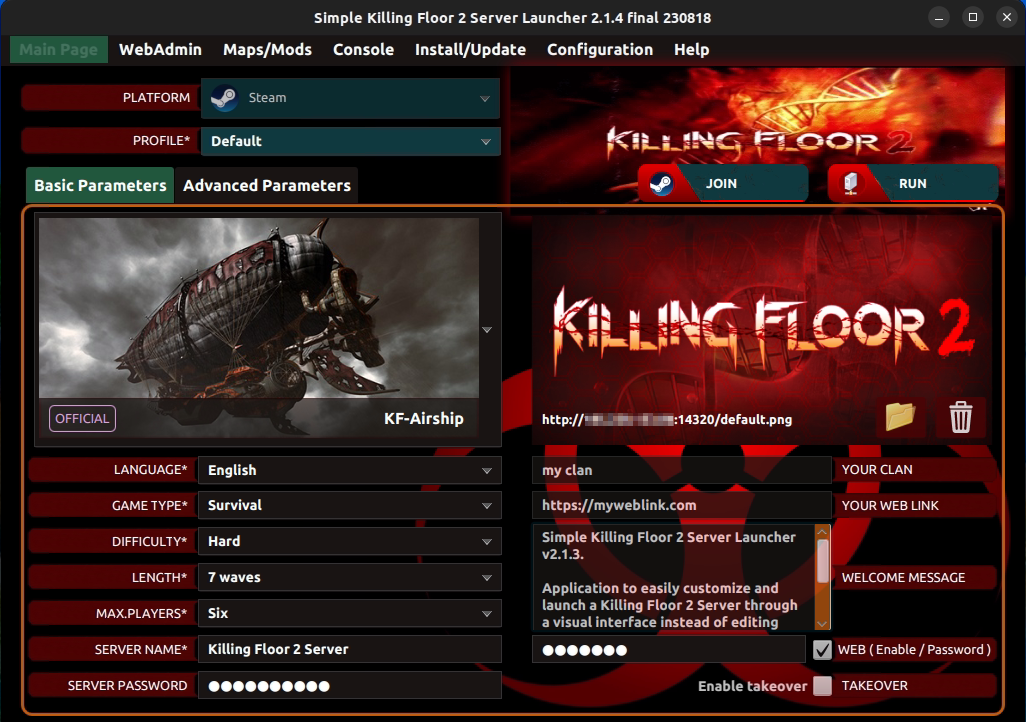 Simple Killing Floor 2 Server Launcher 2.1.4 final 230818
Main Page WebAdmin Maps/Mods Console Install/Update Configuration Help
PLATFORM Steam
PROFILE* Default
KILLING FLOOR 2
JOIN RUN
Basic Parameters Advanced Parameters
KILLING FLOOR 2
OFFICIAL KF-Airship
http:// :14320/default.png
LANGUAGE* English
my clan YOUR CLAN
GAME TYPE* Survival
https://myweblink.com YOUR WEB LINK
DIFFICULTY* Hard
LENGTH* 7 waves
MAX.PLAYERS* Six
Simple Killing Floor 2 Server Launcher
v2.1.3.
Application to easily customize and
launch a Killing Floor 2 Server through
a visual interface instead of editing
WELCOME MESSAGE
SERVER NAME* Killing Floor 2 Server
●●●●●●● WEB ( Enable / Password )
SERVER PASSWORD ●●●●●●●●●●
Enable takeover TAKEOVER